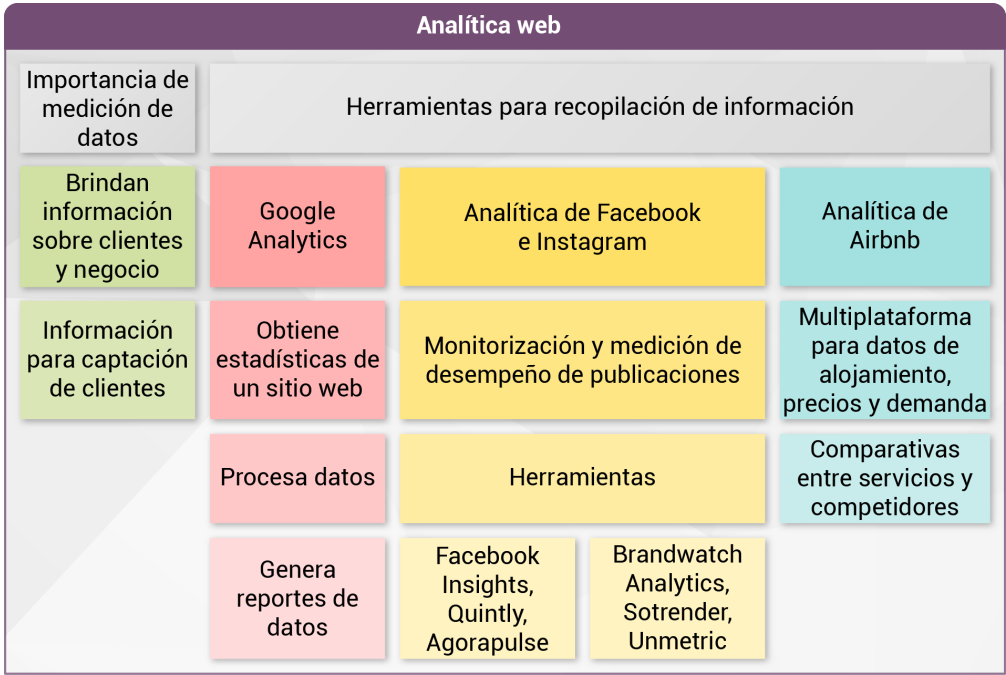 Analítica web
Importancia de
medición de
datos
Herramientas para recopilación de información
Brindan
información
sobre clientes
y negocio
Google
Analytics
Analítica de Facebook
e Instagram
Analítica de
Airbnb
Información
para captación
de clientes
Obtiene
estadísticas de
un sitio web
Monitorización y medición de
desempeño de publicaciones
Multiplataforma
para datos de
alojamiento,
precios y demanda
Procesa datos
Herramientas
Comparativas
entre servicios y
competidores
Genera
reportes de
datos
Facebook
Insights,
Quintly,
Agorapulse
Brandwatch
Analytics,
Sotrender,
Unmetric